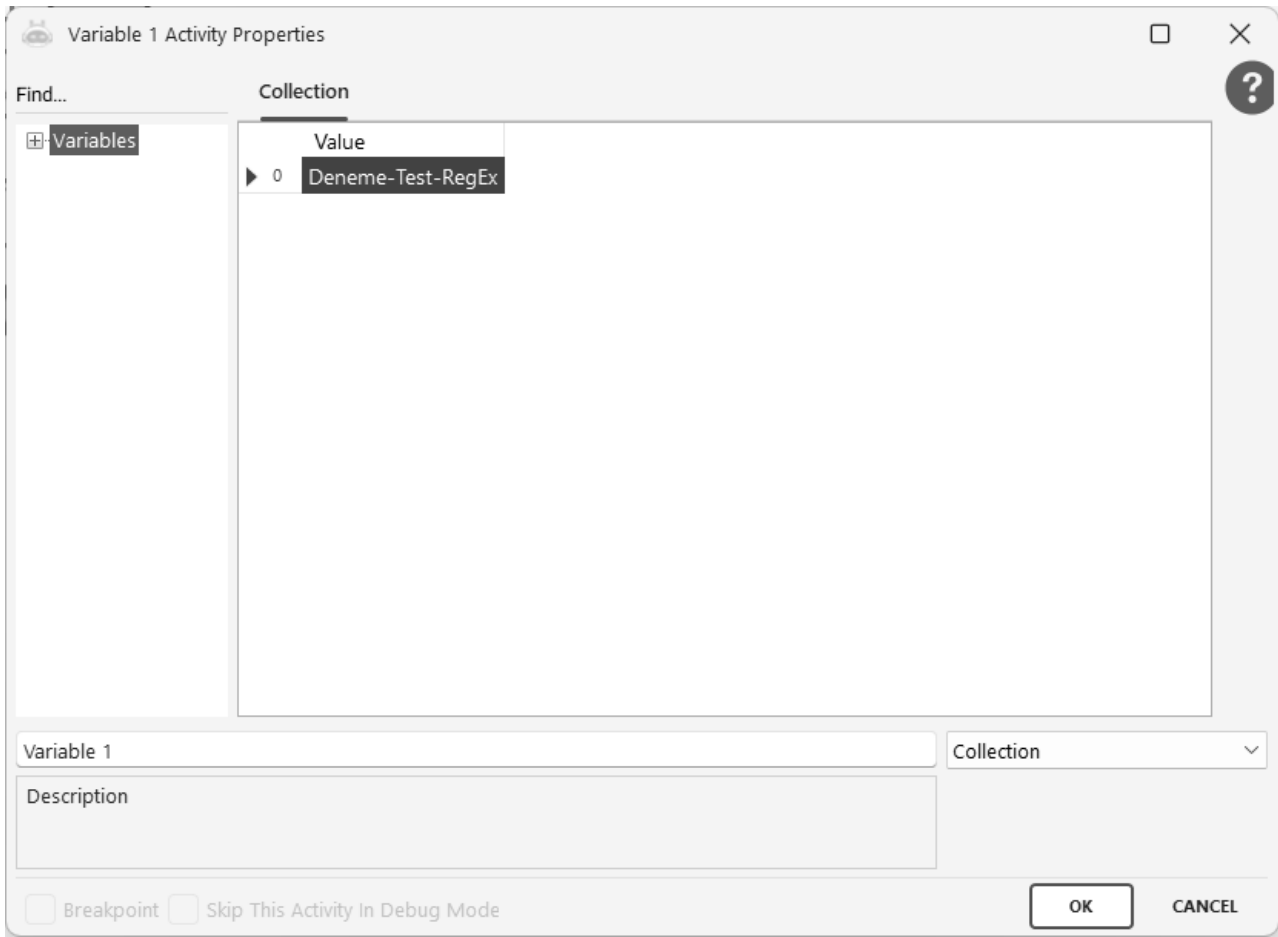 Variable 1 Activity Properties
Find...
Collection
?
Variables
Value
0 Deneme-Test-RegEx
Variable 1
Collection
Description
Breakpoint Skip This Activity In Debug Mode
OK CANCEL